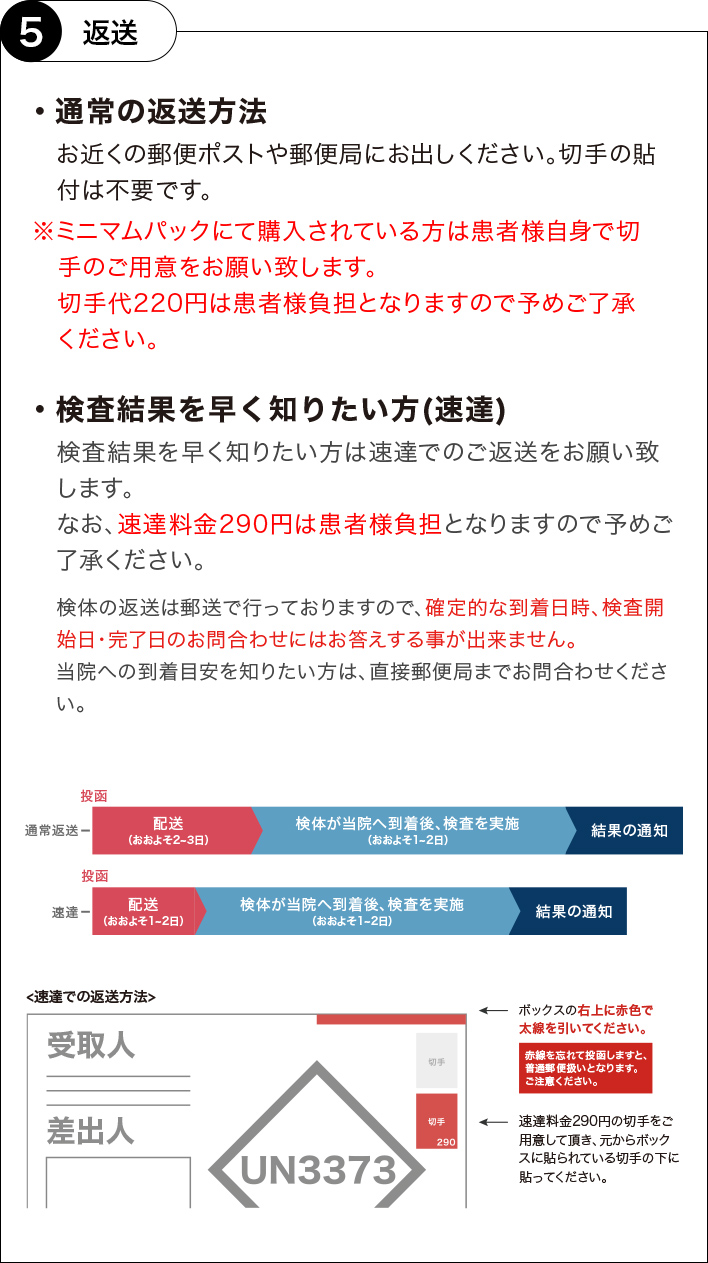 5 返送
・通常の返送方法
お近くの郵便ポストや郵便局にお出しください。切手の貼
付は不要です。
※ミニマムパックにて購入されている方は患者様自身で切
手のご用意をお願い致します。
切手代220円は患者様負担となりますので予めご了承
ください。
・検査結果を早く知りたい方(速達)
検査結果を早く知りたい方は速達でのご返送をお願い致
します。
なお、速達料金290円は患者様負担となりますので予めご
了承ください。
検体の返送は郵送で行っておりますので、確定的な到着日時、検査開
始日・完了日のお問合わせにはお答えする事が出来ません。
当院への到着目安を知りたい方は、直接郵便局までお問合わせくださ
い。
投函
通常返送
配送
(おおよそ2~3日)
検体が当院へ到着後、検査を実施
(おおよそ1~2日)
結果の通知
投函
速達
配送
(おおよそ1~2日)
検体が当院へ到着後、検査を実施
(おおよそ1~2日)
結果の通知
<速達での返送方法>
受取人
差出人
UN3373
切手
切手
290
ボックスの右上に赤色で
太線を引いてください。
赤線を忘れて投函しますと、
普通郵便扱いとなります。
ご注意ください。
速達料金290円の切手をご
用意して頂き、元からボック
スに貼られている切手の下に
貼ってください。